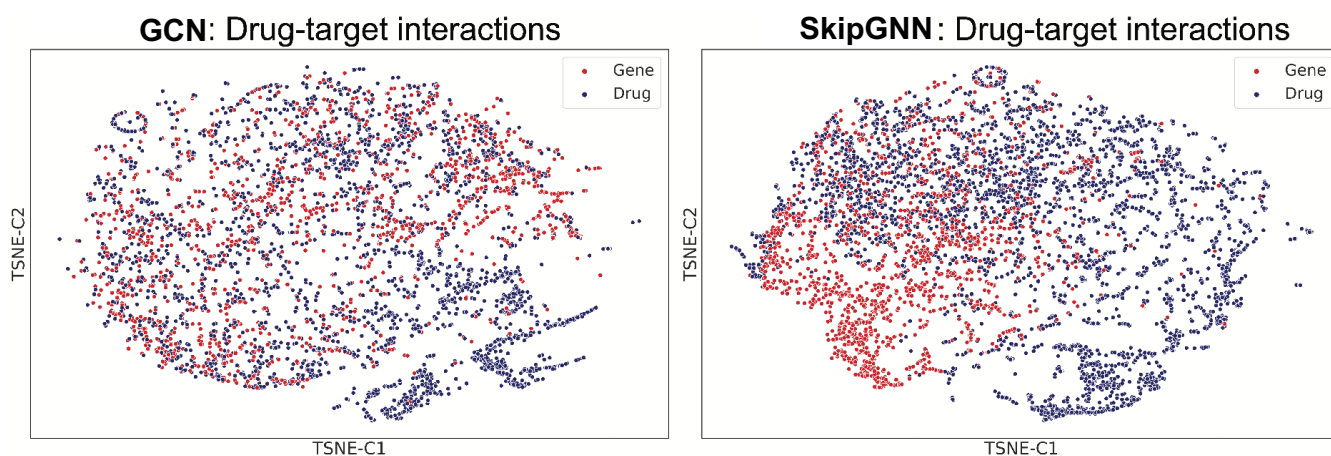 GCN: Drug-target interactions
Gene
Drug
TSNE-C2
TSNE-C1
SkipGNN : Drug-target interactions
Gene
Drug
TSNE-C2
TSNE-C1